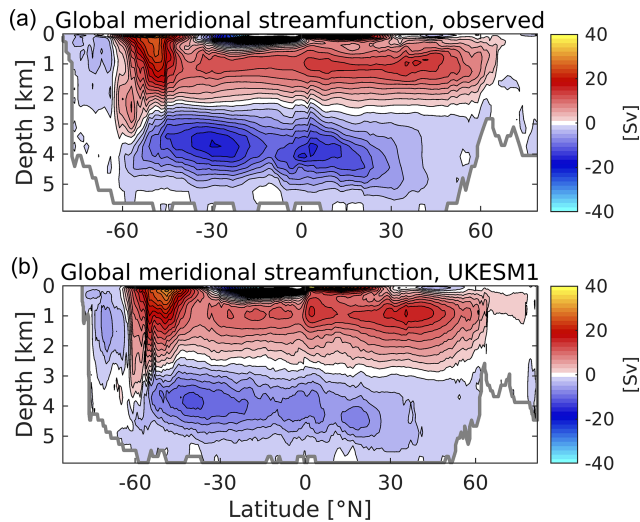 (a) Global meridional streamfunction, observed
0
1
2
3
4
5
Depth [km]
-60 -30 0 30 60
40
20
0
-20
-40
[Sv]
(b) Global meridional streamfunction, UKESM1
0
1
2
3
4
5
Depth [km]
-60 -30 0 30 60
Latitude [°N]
40
20
0
-20
-40
[Sv]